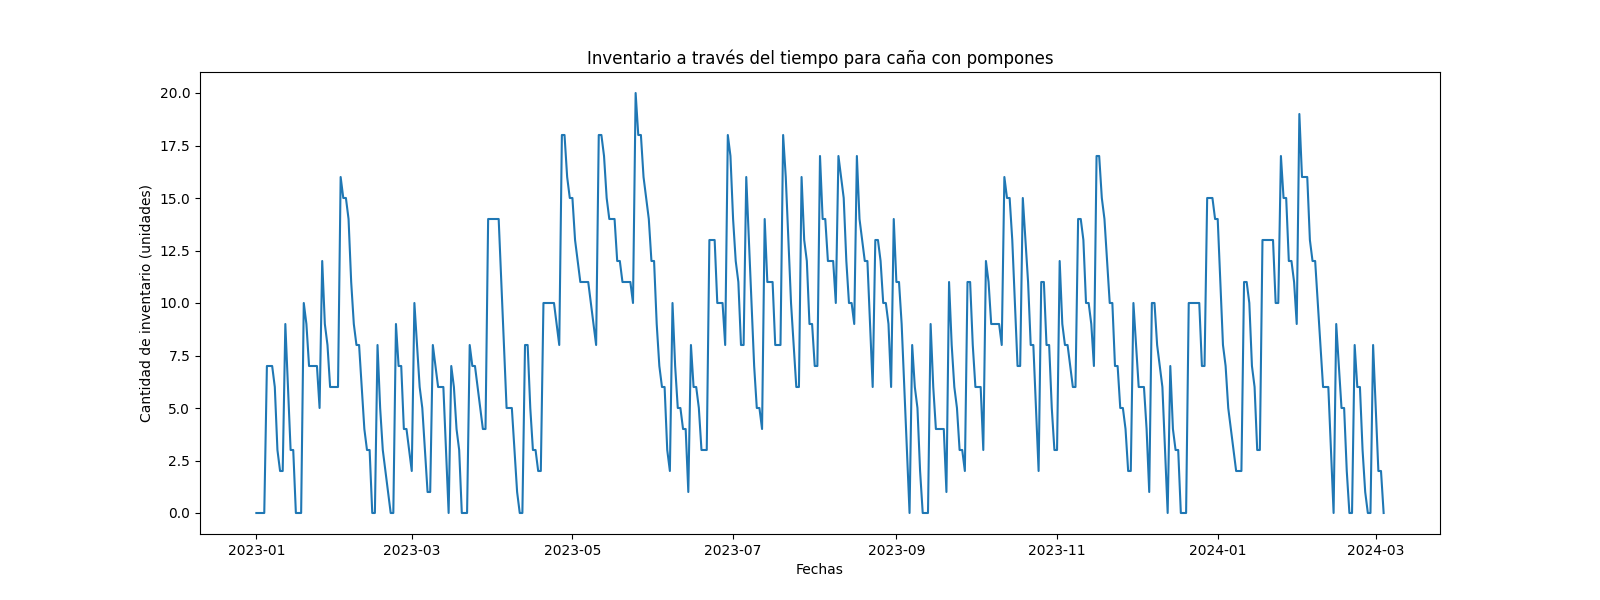 Inventario a través del tiempo para caña con pompones
Cantidad de inventario (unidades)
20.0
17.5
15.0
12.5
10.0
7.5
5.0
2.5
0.0
2023-01 2023-03 2023-05 2023-07 2023-09 2023-11 2024-01 2024-03
Fechas